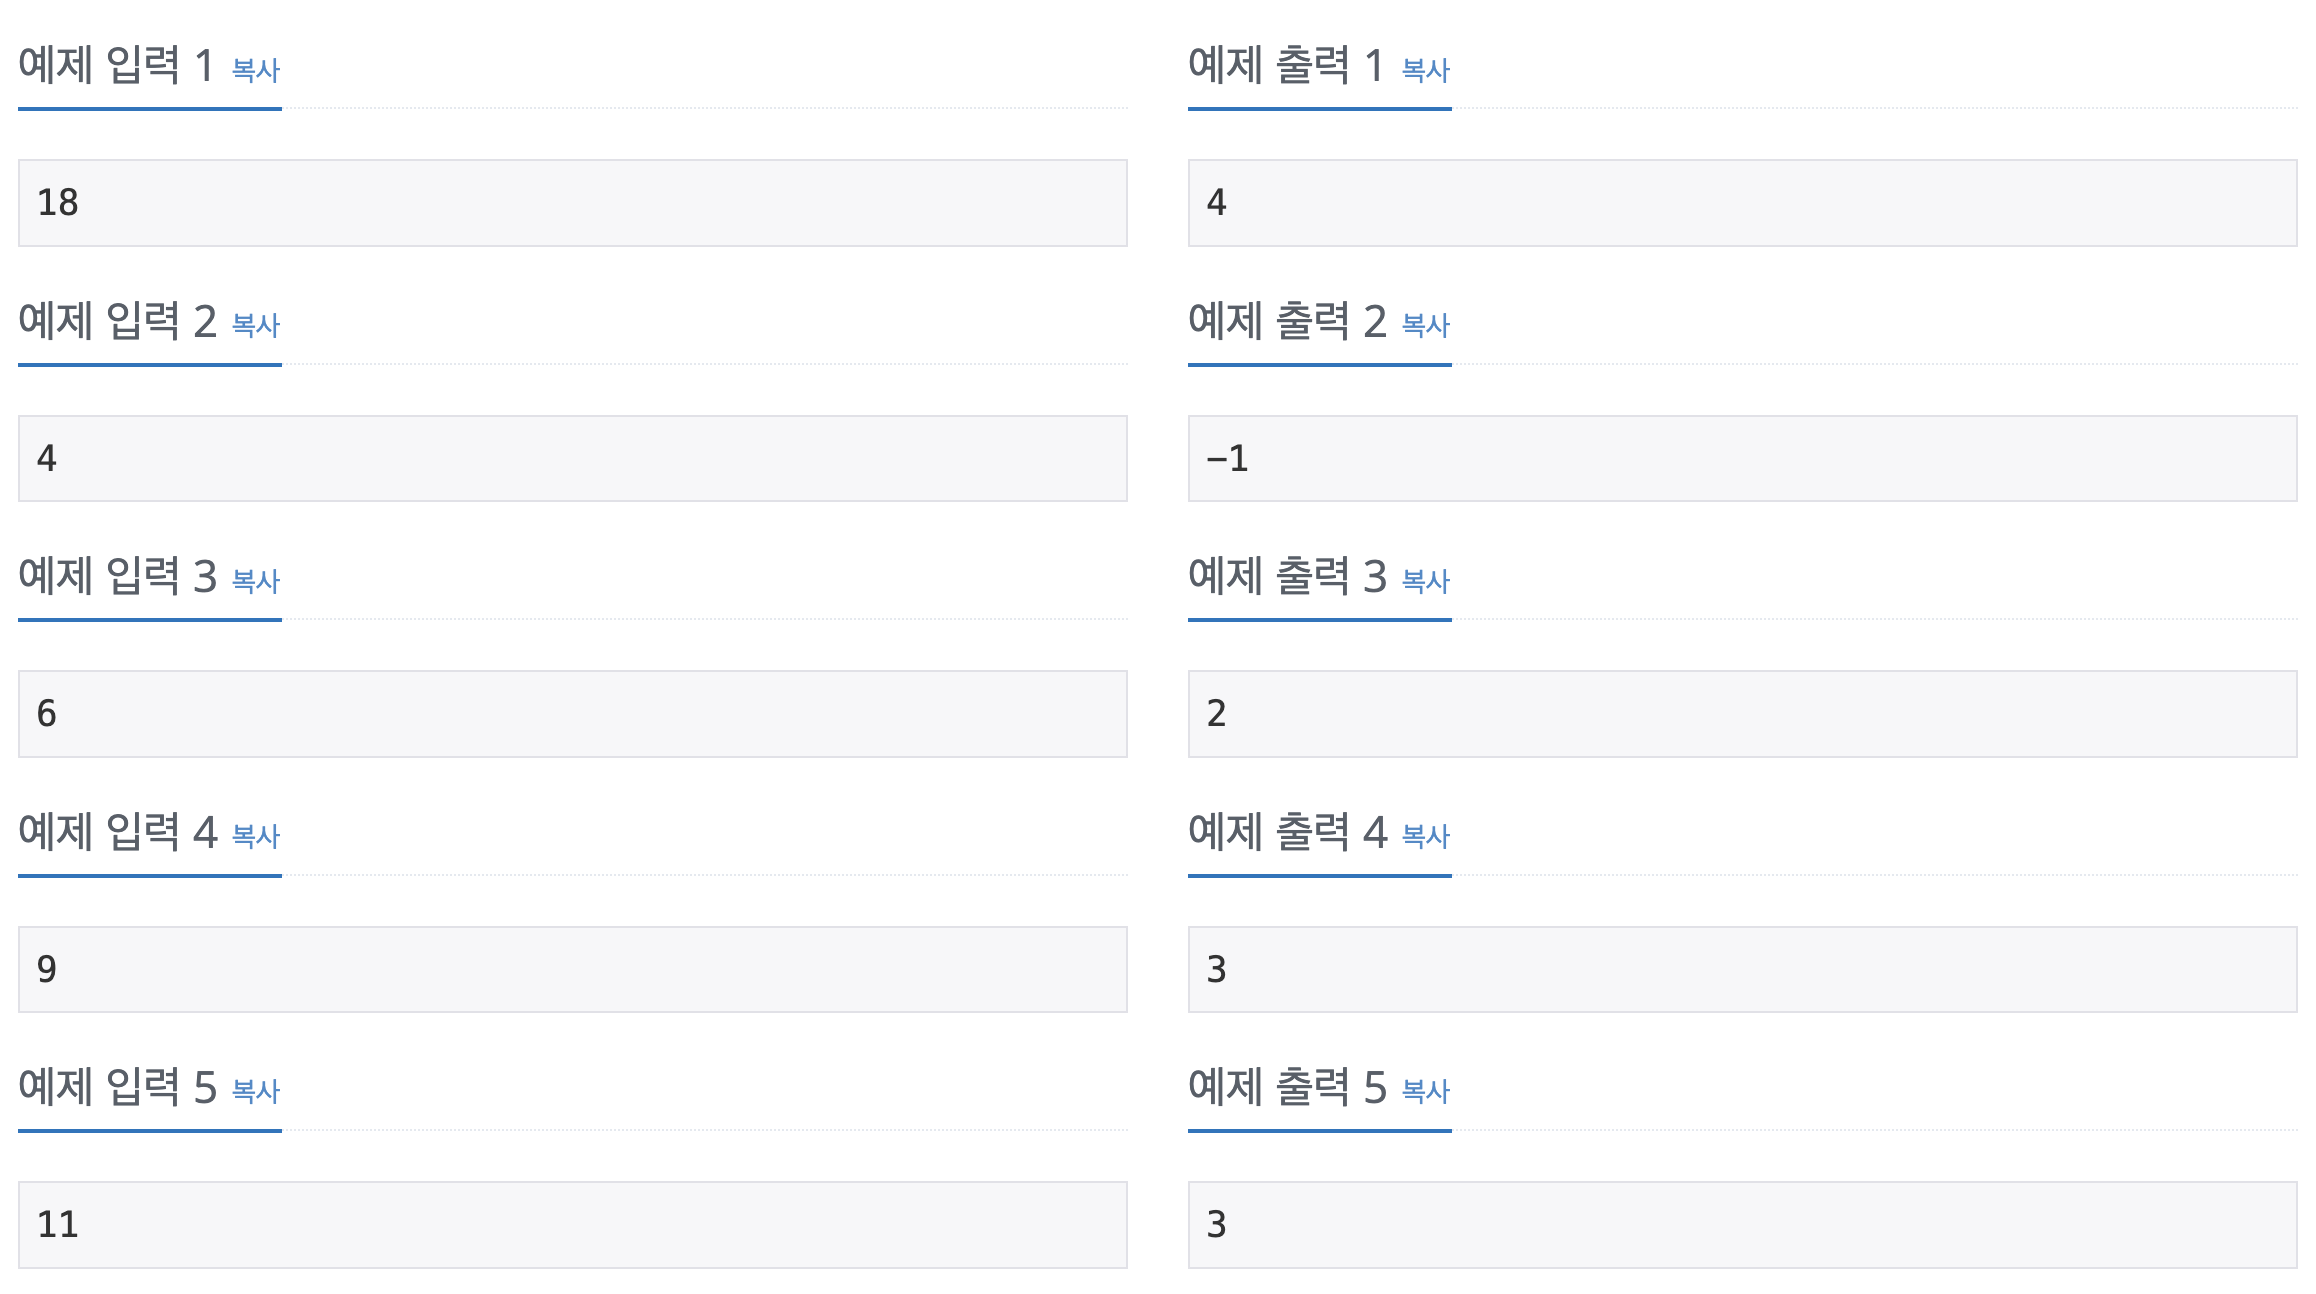 예제 입력 1 복사
18
예제 출력 1 복사
4
예제 입력 2 복사
4
예제 출력 2 복사
-1
예제 입력 3 복사
6
예제 출력 3 복사
2
예제 입력 4 복사
9
예제 출력 4 복사
3
예제 입력 5 복사
11
예제 출력 5 복사
3